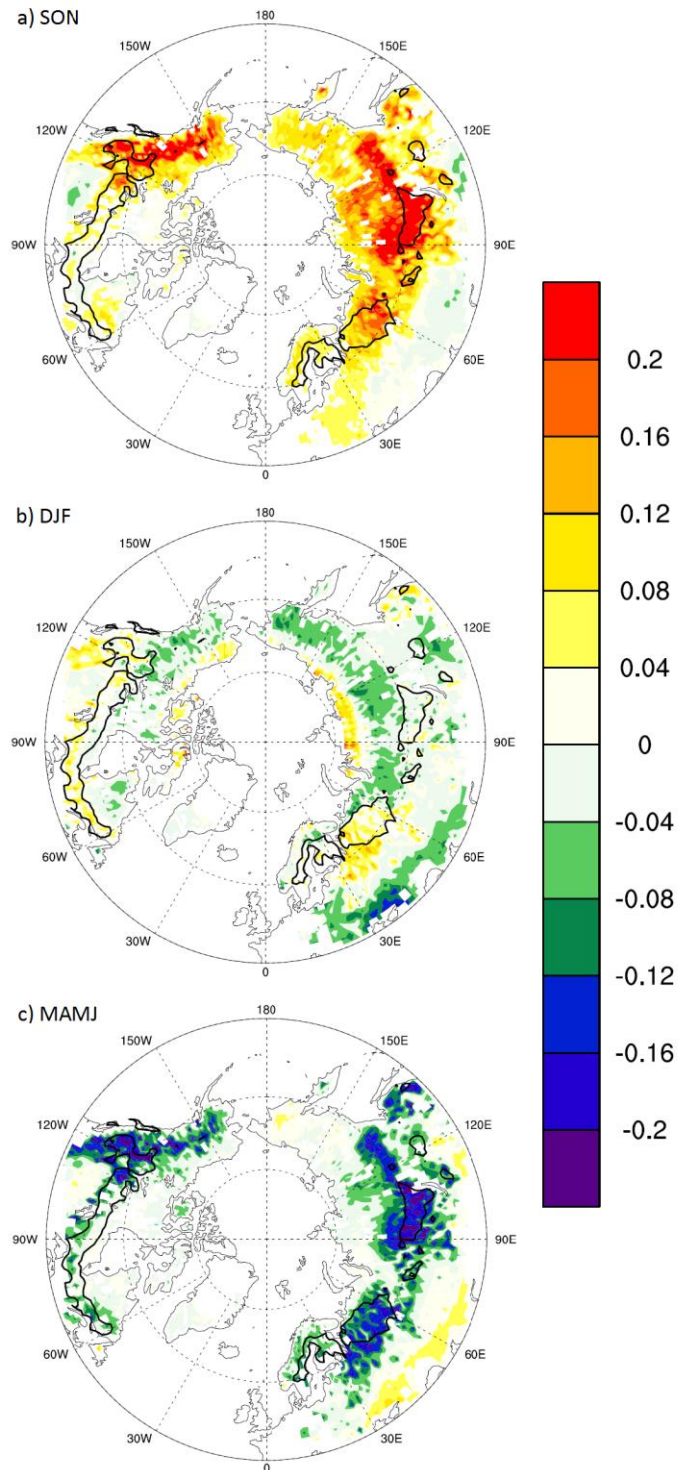 a) SON
180
150W
150E
120W
120E
90W
90E
60W
60E
30W
30E
0
b) DJF
180
150W
150E
120W
120E
90W
90E
60W
60E
30W
30E
0
c) MAMJ
180
150W
150E
120W
120E
90W
90E
60W
60E
30W
30E
0
0.2
0.16
0.12
0.08
0.04
0
-0.04
-0.08
-0.12
-0.16
-0.2